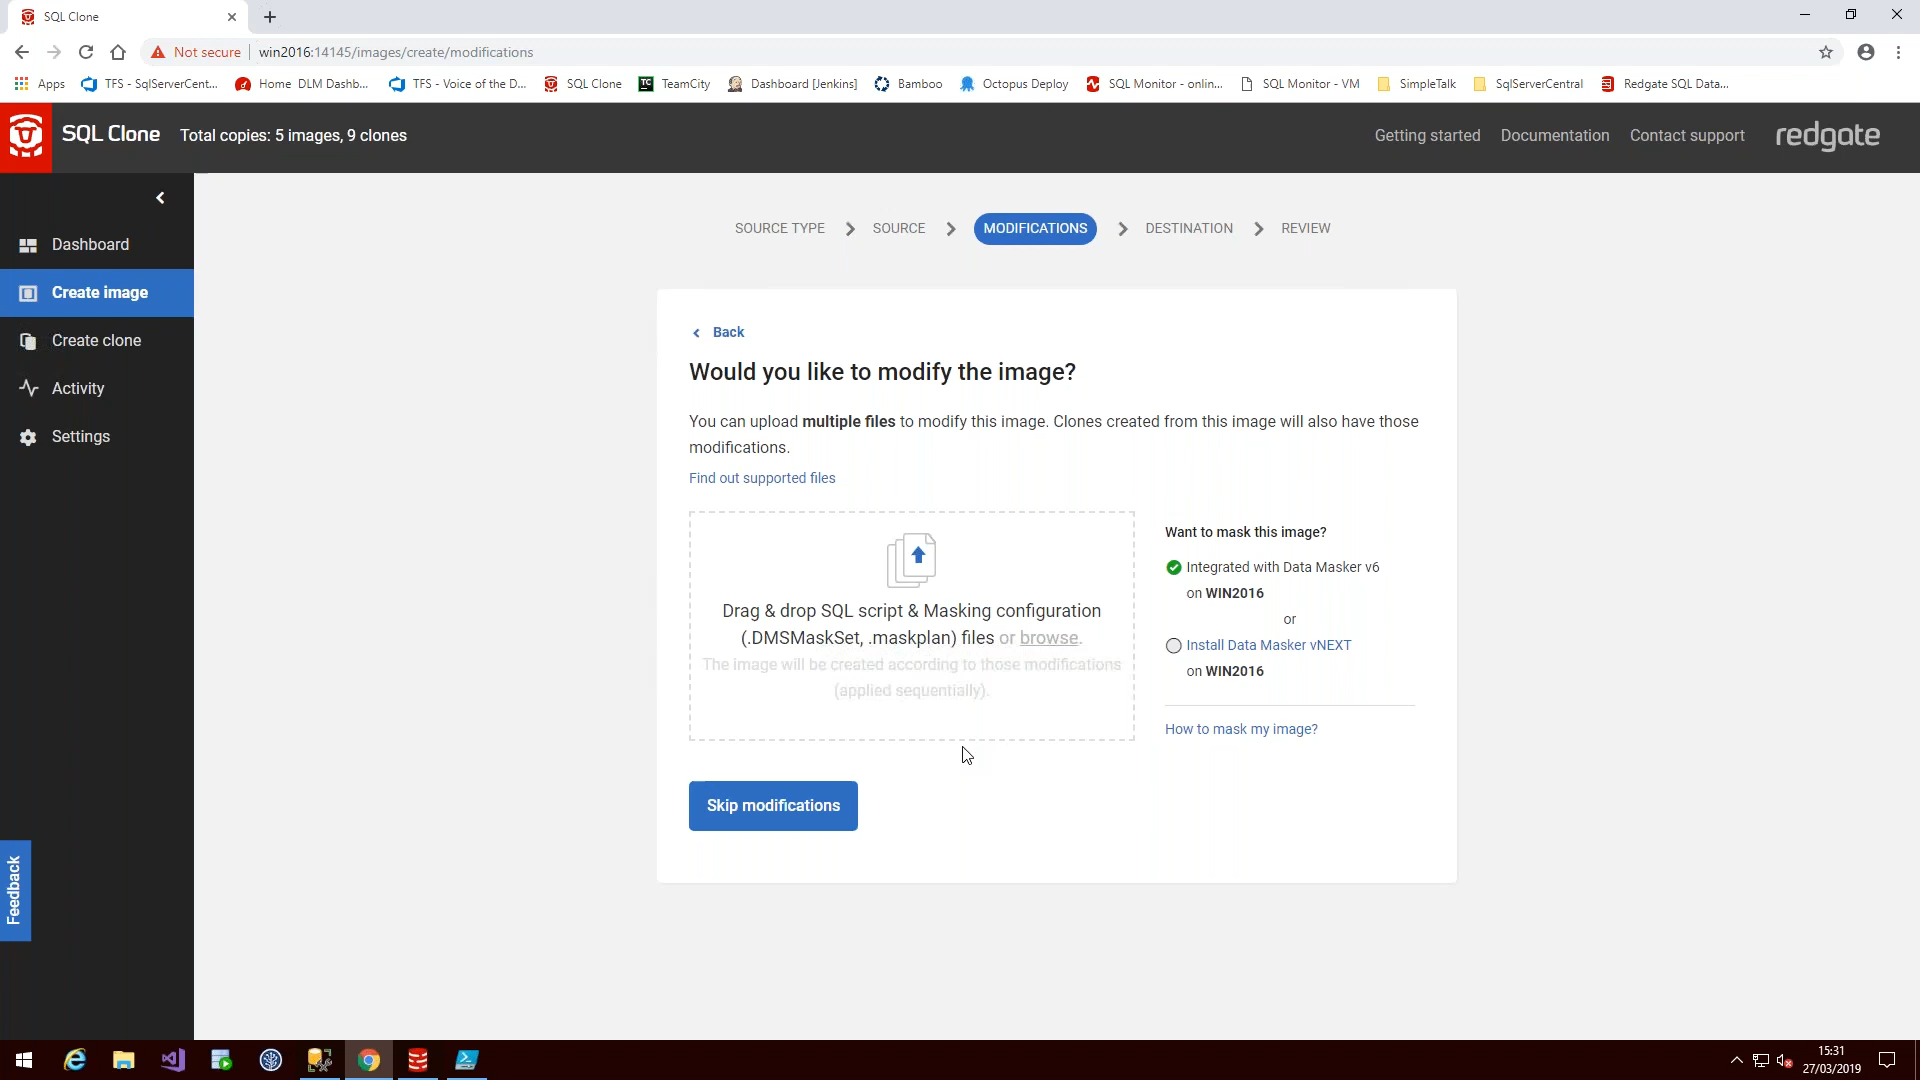 SQL Clone
Not secure
win2016:14145/images/create/modifications
Apps
TFS - SqlServerCent...
Home DLM Dashb...
TFS - Voice of the D...
SQL Clone
TC
TeamCity
Dashboard [Jenkins]
Bamboo
Octopus Deploy
SQL Monitor - onlin...
SQL Monitor - VM
SimpleTalk
SqlServerCentral
Redgate SQL Data...
SQL Clone
Total copies: 5 images, 9 clones
Getting started
Documentation
Contact support
redgate
Dashboard
Create image
Create clone
Activity
Settings
Feedback
SOURCE TYPE
SOURCE
MODIFICATIONS
DESTINATION
REVIEW
Back
Would you like to modify the image?
You can upload multiple files to modify this image. Clones created from this image will also have those
modifications.
Find out supported files
Drag & drop SQL script & Masking configuration
(.DMSMaskSet, .maskplan) files or browse.
The image will be created according to those modifications
(applied sequentially).
Want to mask this image?
Integrated with Data Masker v6
on WIN2016
or
Install Data Masker vNEXT
on WIN2016
How to mask my image?
Skip modifications
15:31
27/03/2019